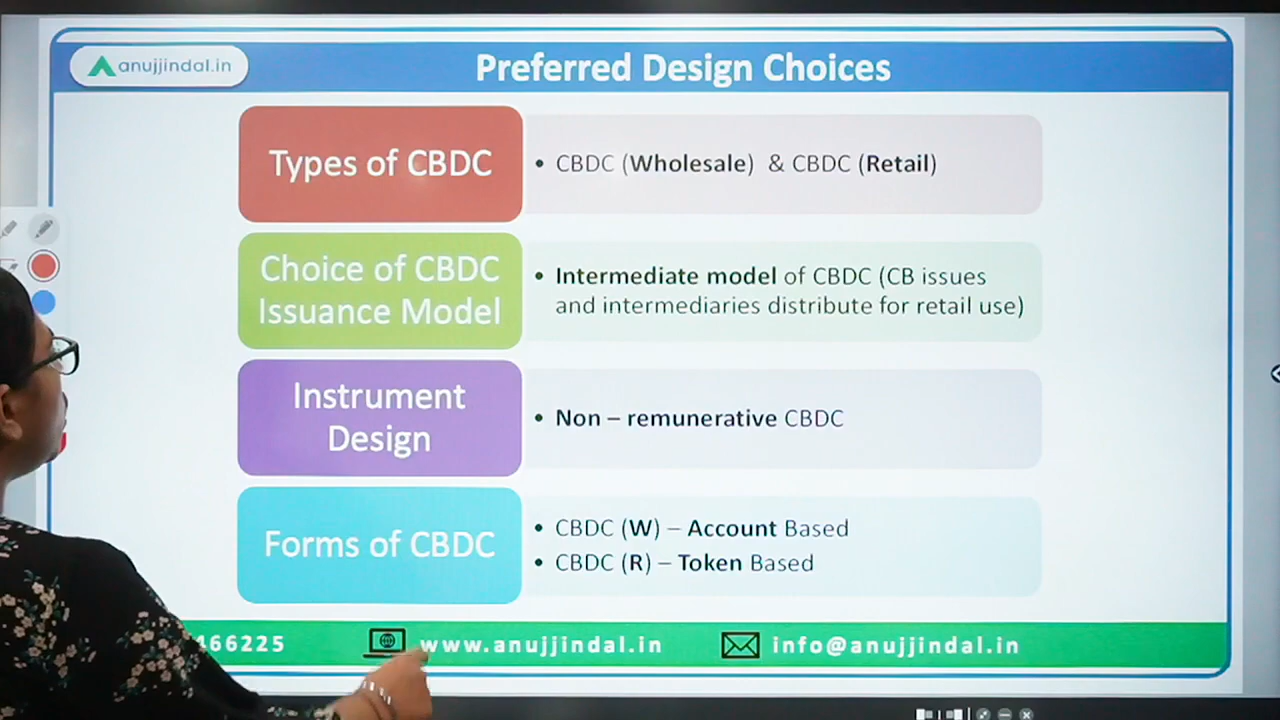 anujjindal.in
Preferred Design Choices
Types of CBDC
• CBDC (Wholesale) & CBDC (Retail)
Choice of CBDC
Issuance Model
• Intermediate model of CBDC (CB issues
and intermediaries distribute for retail use)
Instrument
Design
• Non – remunerative CBDC
Forms of CBDC
• CBDC (W) – Account Based
• CBDC (R) – Token Based
466225
www.anujjindal.in
info@anujjindal.in